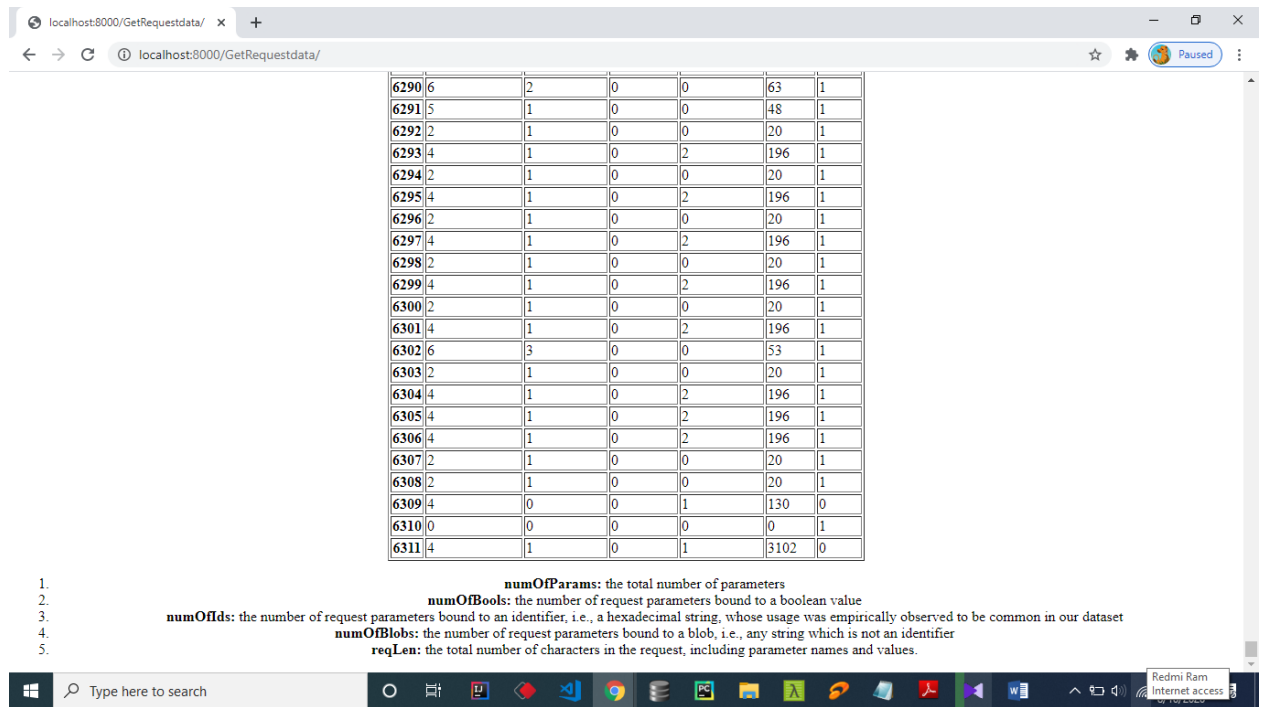 localhost:8000/GetRequestdata/
localhost:8000/GetRequestdata/
Paused
6290 6 2 0 0 63 1
6291 5 1 0 0 48 1
6292 2 1 0 0 20 1
6293 4 1 0 2 196 1
6294 2 1 0 0 20 1
6295 4 1 0 2 196 1
6296 2 1 0 0 20 1
6297 4 1 0 2 196 1
6298 2 1 0 0 20 1
6299 4 1 0 2 196 1
6300 2 1 0 0 20 1
6301 4 1 0 2 196 1
6302 6 3 0 0 53 1
6303 2 1 0 0 20 1
6304 4 1 0 2 196 1
6305 4 1 0 2 196 1
6306 4 1 0 2 196 1
6307 2 1 0 0 20 1
6308 2 1 0 0 20 1
6309 4 0 0 1 130 0
6310 0 0 0 0 0 1
6311 4 1 0 1 3102 0
1. numOfParams: the total number of parameters
2. numOfBools: the number of request parameters bound to a boolean value
3. numOfIds: the number of request parameters bound to an identifier, i.e., a hexadecimal string, whose usage was empirically observed to be common in our dataset
4. numOfBlobs: the number of request parameters bound to a blob, i.e., any string which is not an identifier
5. reqLen: the total number of characters in the request, including parameter names and values.
Type here to search
Redmi Ram
Internet access